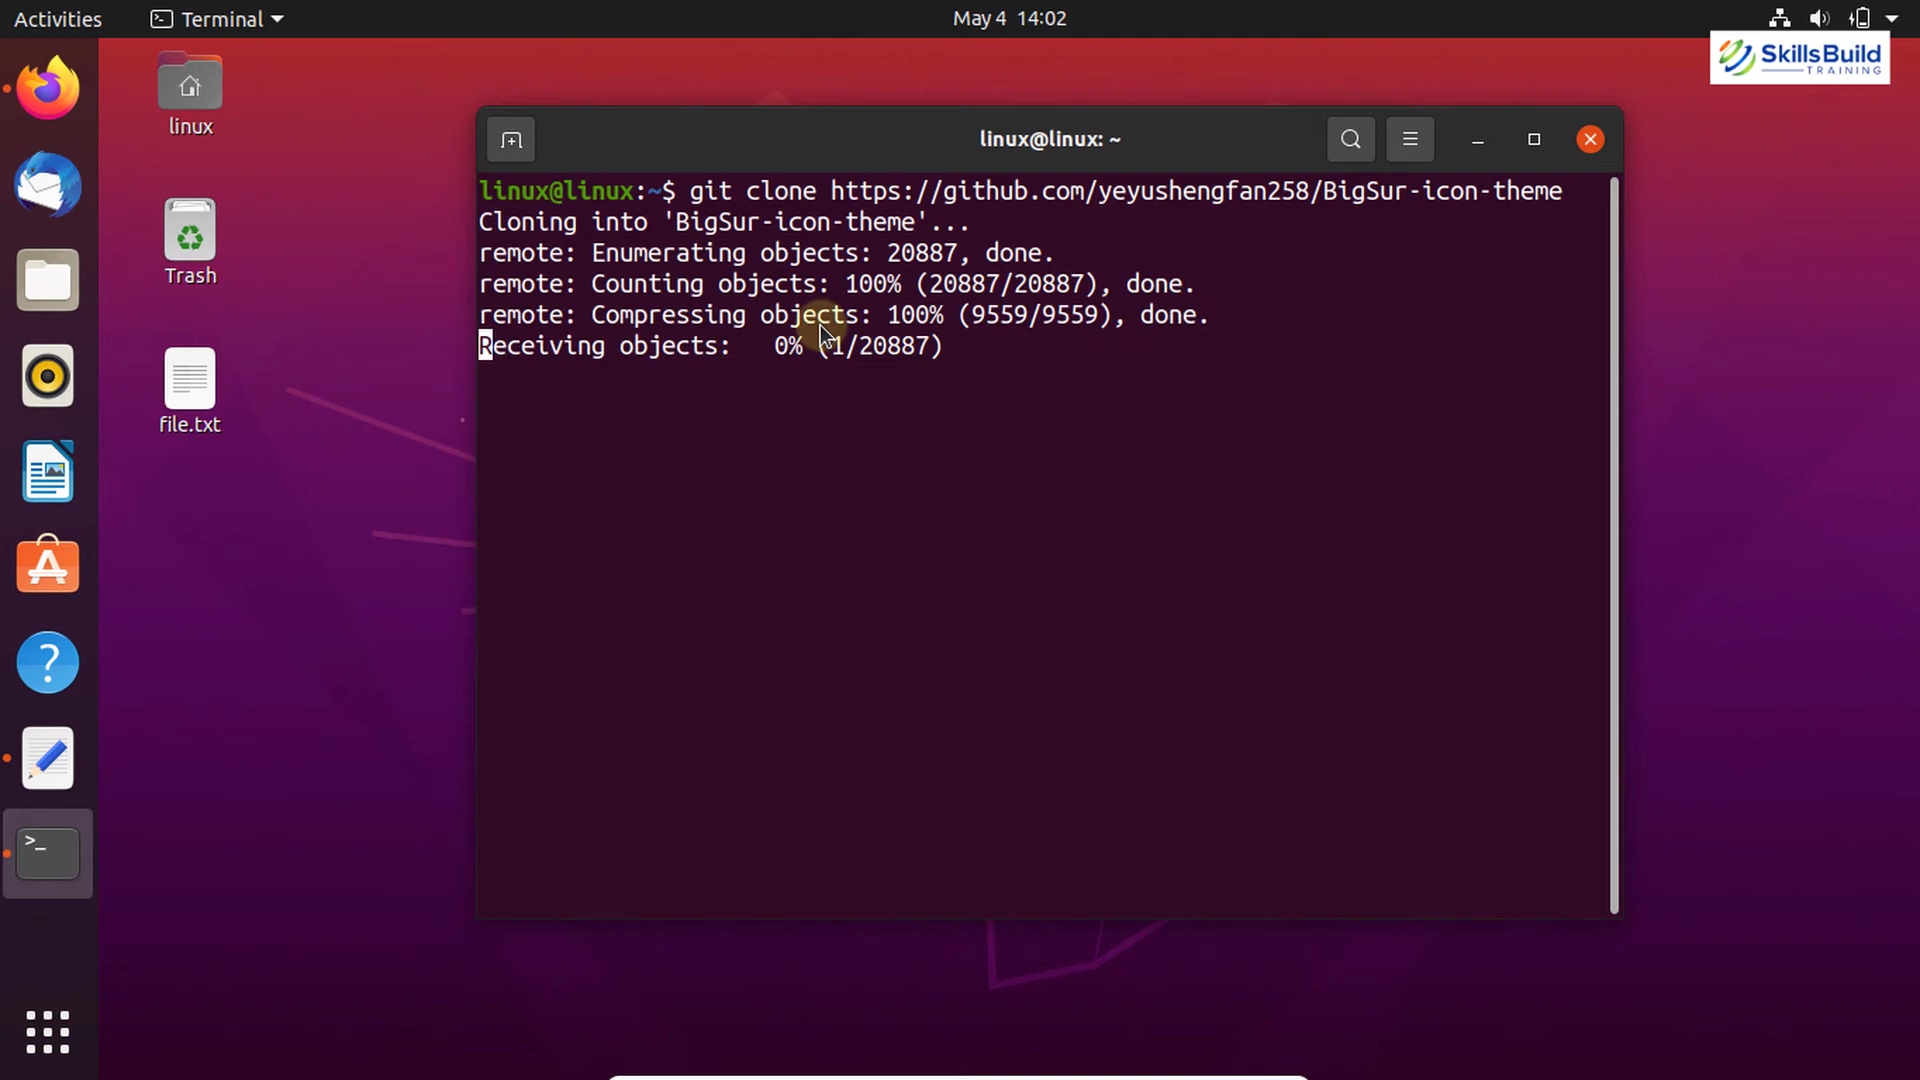 Activities
Terminal
May 4 14:02
SkillsBuild
TRAINING
linux
Trash
file.txt
linux@linux: ~
linux@linux:~$ git clone https://github.com/yeyushengfan258/BigSur-icon-theme
Cloning into 'BigSur-icon-theme'...
remote: Enumerating objects: 20887, done.
remote: Counting objects: 100% (20887/20887), done.
remote: Compressing objects: 100% (9559/9559), done.
Receiving objects:   0% (1/20887)